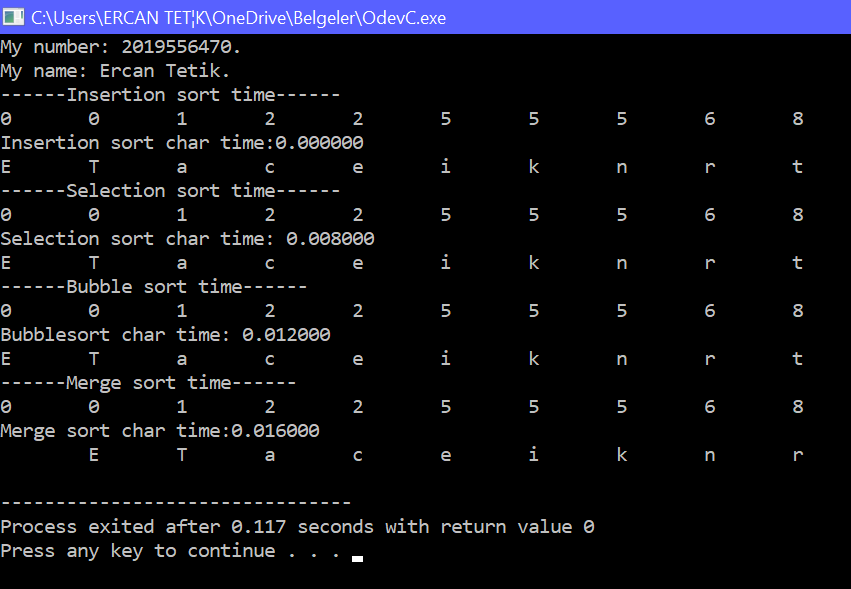 C:\Users\ERCAN TET¦K\OneDrive\Belgeler\OdevC.exe
My number: 2019556470.
My name: Ercan Tetik.
------Insertion sort time------
0 0 1 2 2 5 5 5 6 8
Insertion sort char time:0.000000
E T a c e i k n r t
------Selection sort time------
0 0 1 2 2 5 5 5 6 8
Selection sort char time: 0.008000
E T a c e i k n r t
------Bubble sort time------
0 0 1 2 2 5 5 5 6 8
Bubblesort char time: 0.012000
E T a c e i k n r t
------Merge sort time------
0 0 1 2 2 5 5 5 6 8
Merge sort char time:0.016000
E T a c e i k n r
--------------------------------
Process exited after 0.117 seconds with return value 0
Press any key to continue . . .